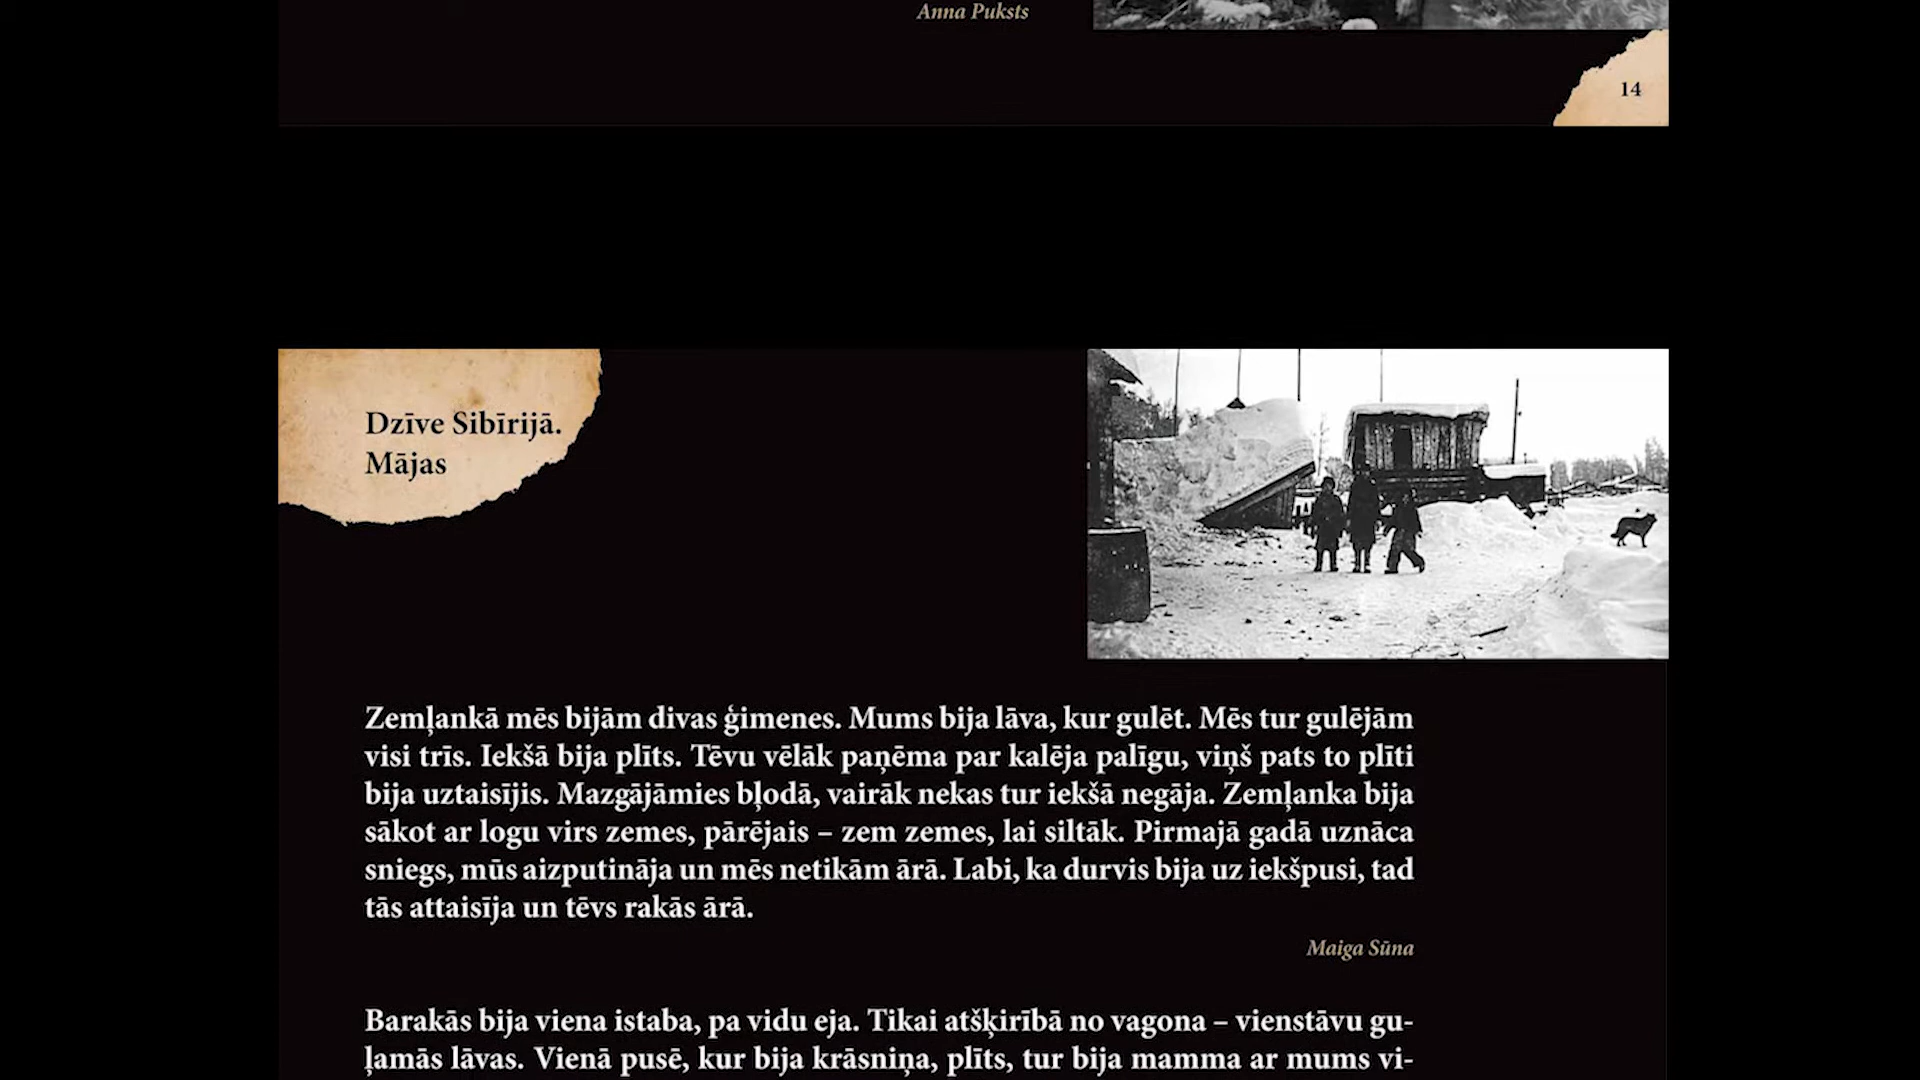 Anna Puksts
14
Dzīve Sibīrijā.
Mājas
Zemļankā mēs bijām divas ģimenes. Mums bija lāva, kur gulēt. Mēs tur gulējām
visi trīs. Iekšā bija plīts. Tēvu vēlāk paņēma par kalēja palīgu, viņš pats to plīti
bija uztaisījis. Mazgājāmies bļodā, vairāk nekas tur iekšā negāja. Zemļanka bija
sākot ar logu virs zemes, pārējais – zem zemes, lai siltāk. Pirmajā gadā uznāca
sniegs, mūs aizputināja un mēs netikām ārā. Labi, ka durvis bija uz iekšpusi, tad
tās attaisīja un tēvs rakās ārā.
Maiga Sūna
Barakās bija viena istaba, pa vidu eja. Tikai atšķirībā no vagona – vienstāvu gu-
ļamās lāvas. Vienā pusē, kur bija krāsniņa, plīts, tur bija mamma ar mums vi-